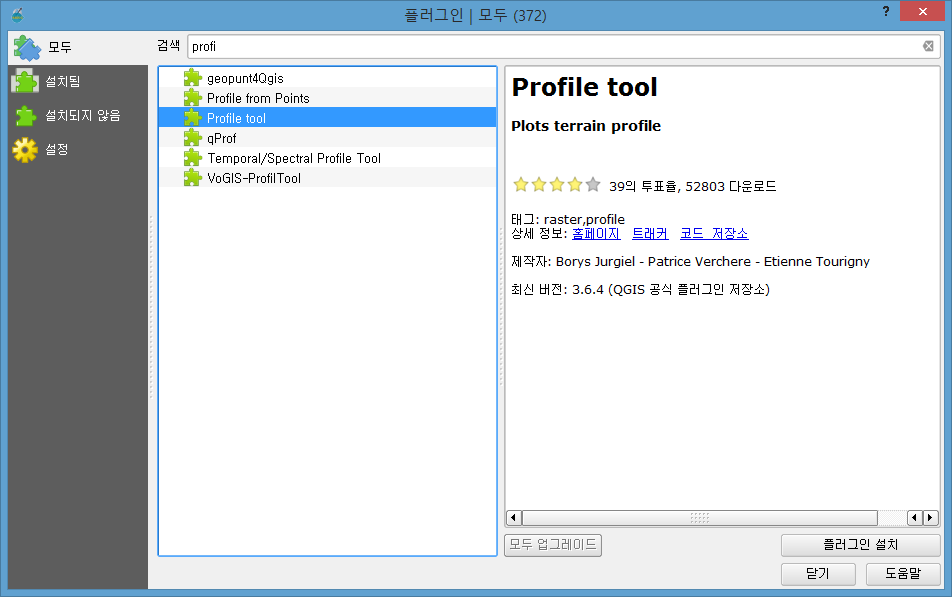 플러그인 | 모두 (372)
?
모두
설치됨
설치되지 않음
설정
검색 profi
geopunt4Qgis
Profile from Points
Profile tool
qProf
Temporal/Spectral Profile Tool
VoGIS-ProfilTool
Profile tool
Plots terrain profile
39의 투표율, 52803 다운로드
태그: raster,profile
상세 정보: 홈페이지 트래커 코드 저장소
제작자: Borys Jurgiel - Patrice Verchere - Etienne Tourigny
최신 버전: 3.6.4 (QGIS 공식 플러그인 저장소)
모두 업그레이드
플러그인 설치
닫기
도움말